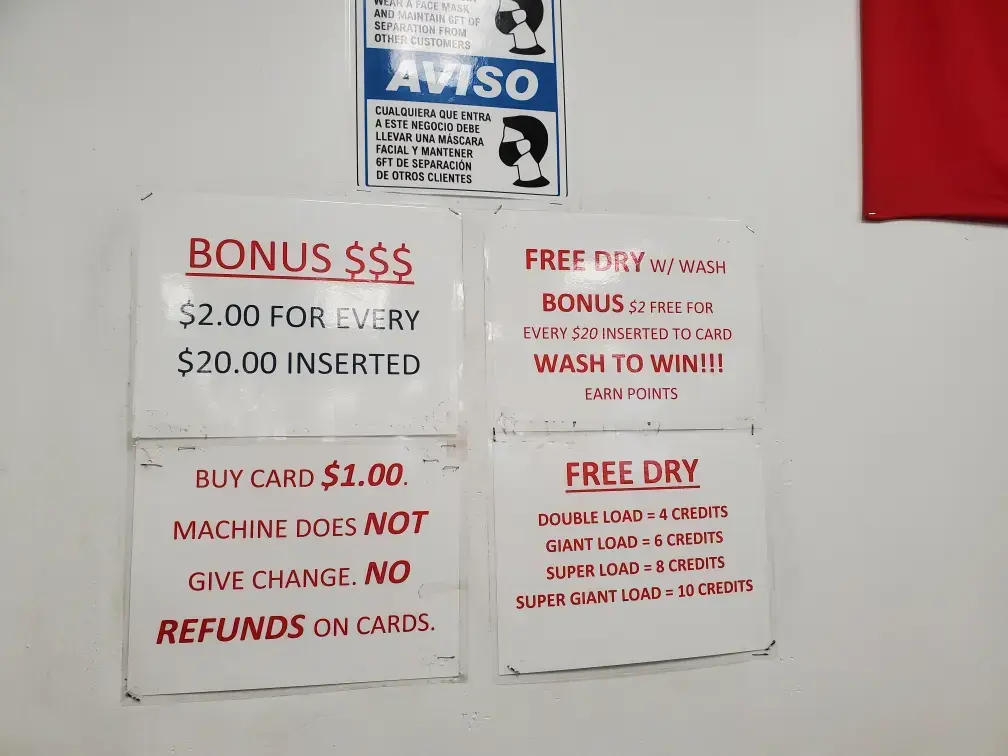 WEAR A FACE MASK
AND MAINTAIN 6FT OF
SEPARATION FROM
OTHER CUSTOMERS
AVISO
CUALQUIERA QUE ENTRA
A ESTE NEGOCIO DEBE
LLEVAR UNA MÁSCARA
FACIAL Y MANTENER
6FT DE SEPARACIÓN
DE OTROS CLIENTES
BONUS $$$
$2.00 FOR EVERY
$20.00 INSERTED
FREE DRY W/ WASH
BONUS $2 FREE FOR
EVERY $20 INSERTED TO CARD
WASH TO WIN!!!
EARN POINTS
BUY CARD $1.00.
MACHINE DOES NOT
GIVE CHANGE. NO
REFUNDS ON CARDS.
FREE DRY
DOUBLE LOAD = 4 CREDITS
GIANT LOAD = 6 CREDITS
SUPER LOAD = 8 CREDITS
SUPER GIANT LOAD = 10 CREDITS